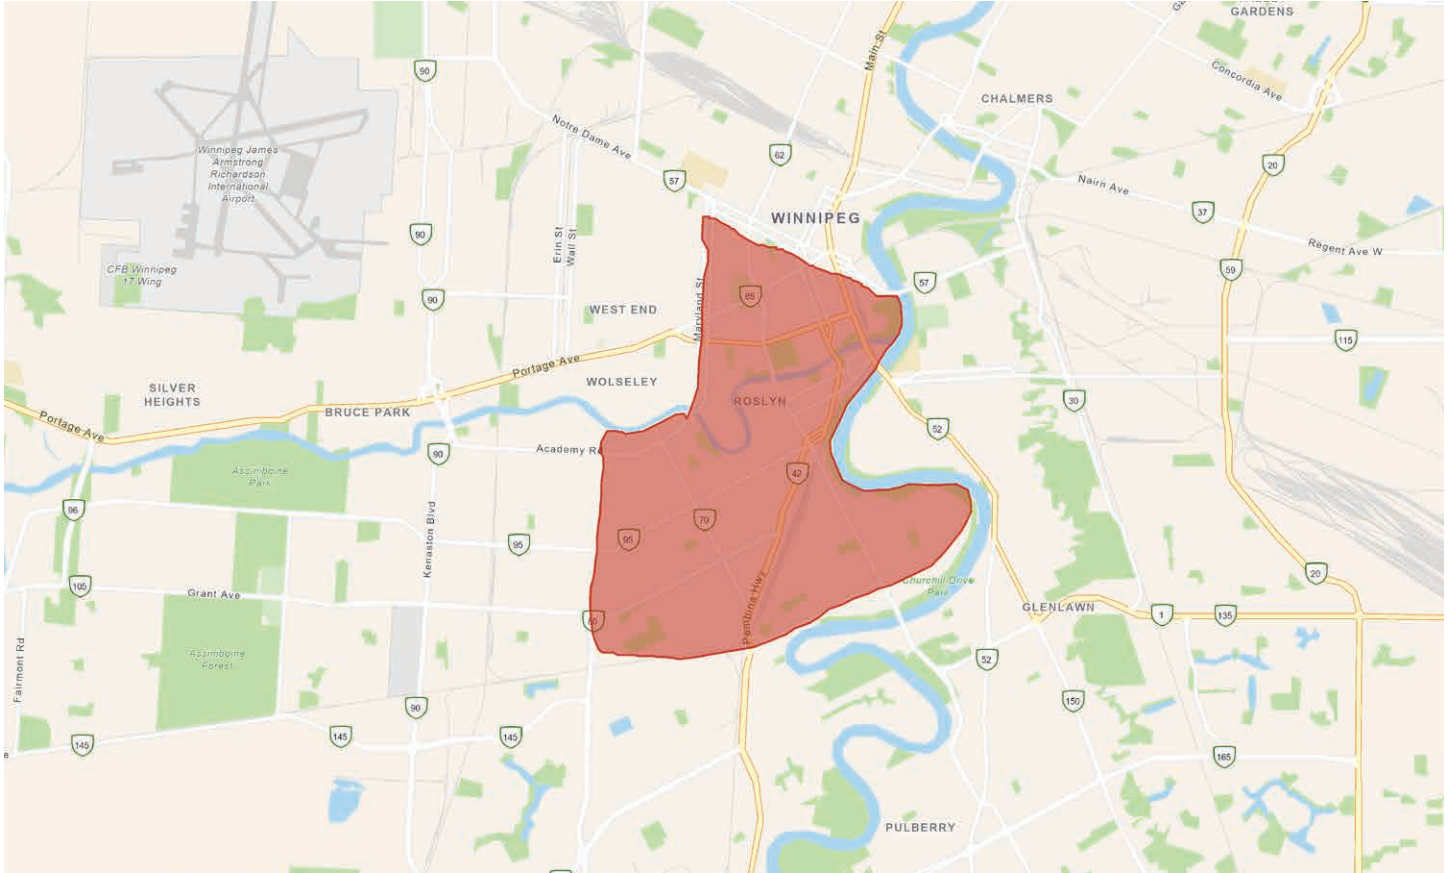 GARDENS
Main St
Concordia Ave
90
CHALMERS
Notre Dame Ave
Winnipeg James
Armstrong
Richardson
International
Airport
62
20
57
Nairn Ave
37
WINNIPEG
90
Erin St
Wall St
Regent Ave W
CFB Winnipeg
17 Wing
59
57
90
85
WEST END
Maryland St
115
Portage Ave
WOLSELEY
SILVER
HEIGHTS
ROSLYN
30
BRUCE PARK
Portage Ave
52
90
Academy R
Assiniboine
Park
42
96
70
Kenaston Blvd
95
95
20
105
Grant Ave
Churchill Drive
Park
Pembina Hwy
GLENLAWN
1
135
80
Assiniboine
Forest
Fairmont Rd
52
90
150
145
145
145
e
165
PULBERRY